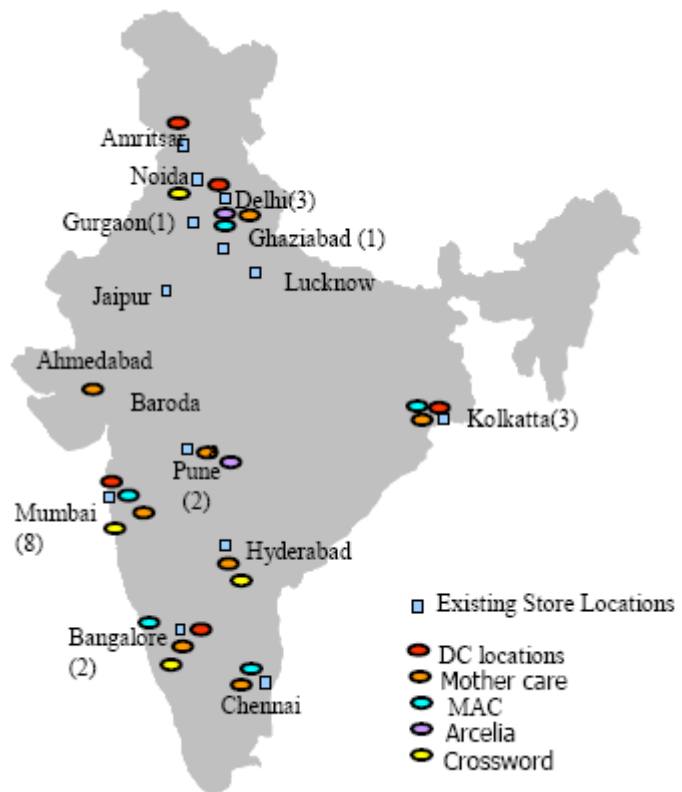 Amritsar
Noida
Delhi(3)
Gurgaon(1)
Ghaziabad (1)
Lucknow
Jaipur
Ahmedabad
Baroda
Kolkatta(3)
Pune
(2)
Mumbai
(8)
Hyderabad
Existing Store Locations
Bangalore
(2)
DC locations
Mother care
MAC
Chennai
Arcelia
Crossword